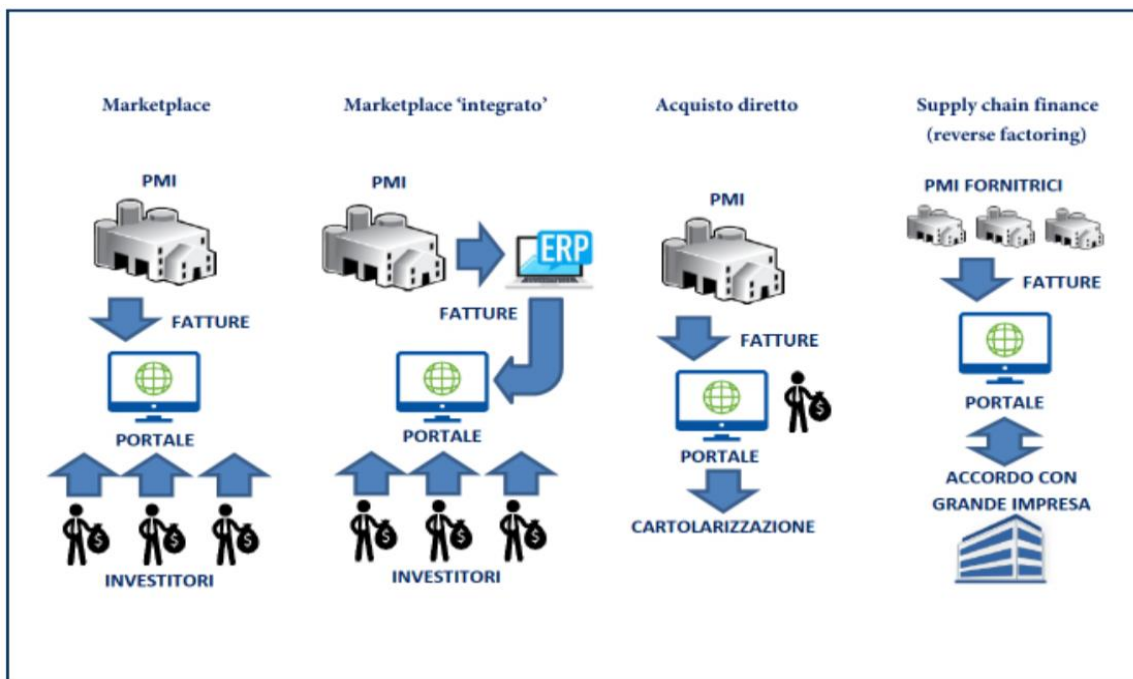 Marketplace
PMI
FATTURE
PORTALE
INVESTITORI
Marketplace ‘integrato’
PMI
ERP
FATTURE
PORTALE
INVESTITORI
Acquisto diretto
PMI
FATTURE
PORTALE
CARTOLARIZZAZIONE
Supply chain finance
(reverse factoring)
PMI FORNITRICI
FATTURE
PORTALE
ACCORDO CON
GRANDE IMPRESA